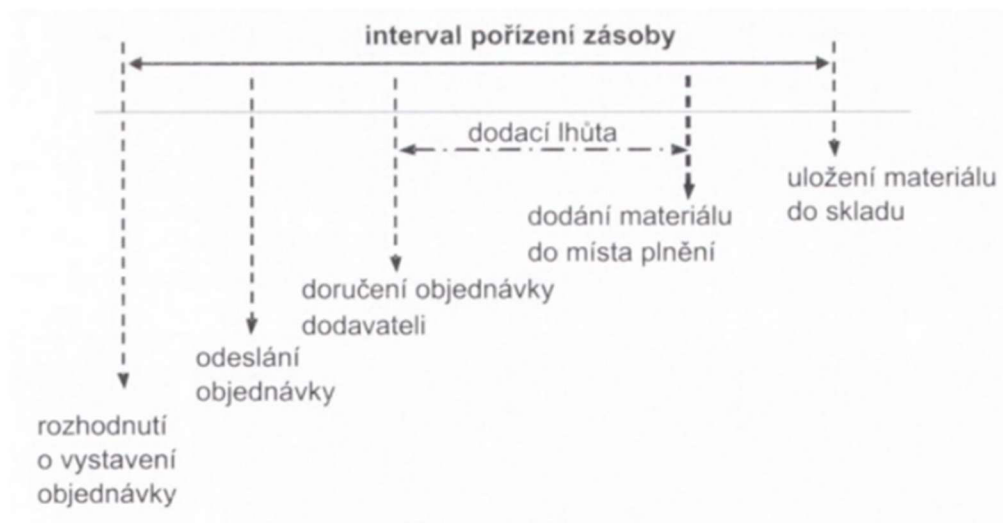 interval pořízení zásoby
dodací lhůta
uložení materiálu
do skladu
dodání materiálu
do místa plnění
doručení objednávky
dodavateli
odeslání
objednávky
rozhodnutí
o vystavení
objednávky